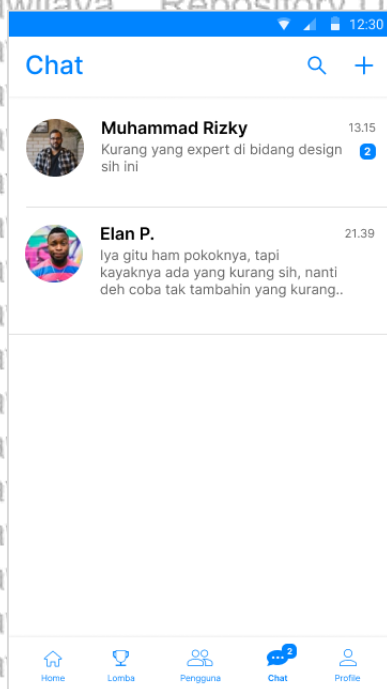 Repository U
12:30
Chat
Muhammad Rizky
13.15
Kurang yang expert di bidang design
sih ini
2
Elan P.
21.39
Iya gitu ham pokoknya, tapi
kayaknya ada yang kurang sih, nanti
deh coba tak tambahin yang kurang..
2
Home
Lomba
Pengguna
Chat
Profile